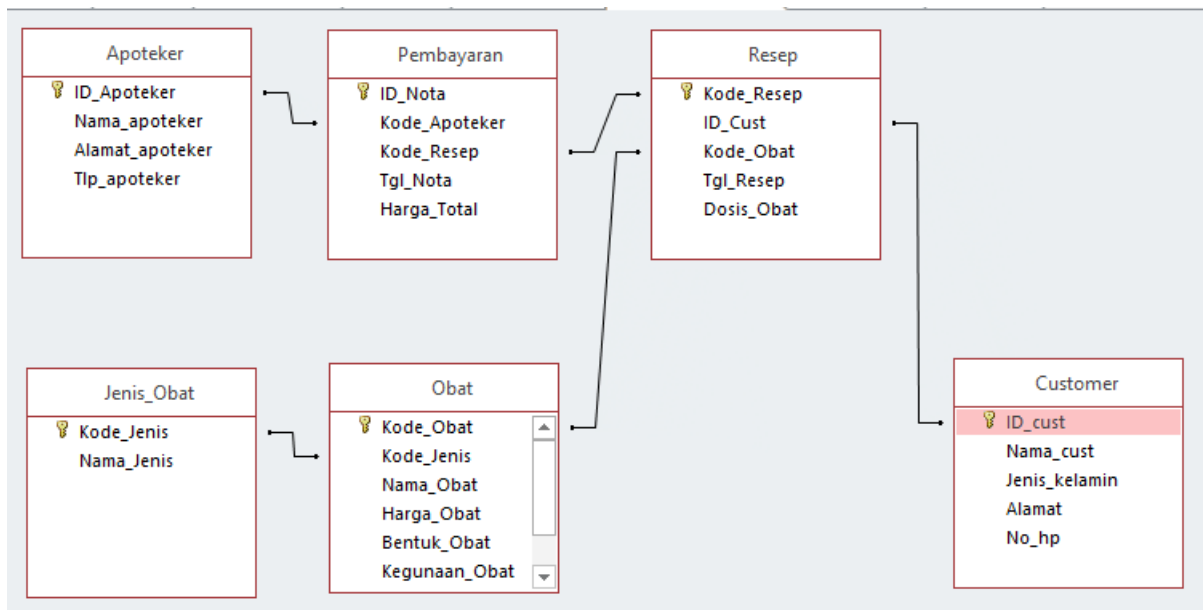 Apoteker
ID_Apoteker
Nama_apoteker
Alamat_apoteker
Tlp_apoteker
Pembayaran
ID_Nota
Kode_Apoteker
Kode_Resep
Tgl_Nota
Harga_Total
Resep
Kode_Resep
ID_Cust
Kode_Obat
Tgl_Resep
Dosis_Obat
Jenis_Obat
Kode_Jenis
Nama_Jenis
Obat
Kode_Obat
Kode_Jenis
Nama_Obat
Harga_Obat
Bentuk_Obat
Kegunaan_Obat
Customer
ID_cust
Nama_cust
Jenis_kelamin
Alamat
No_hp